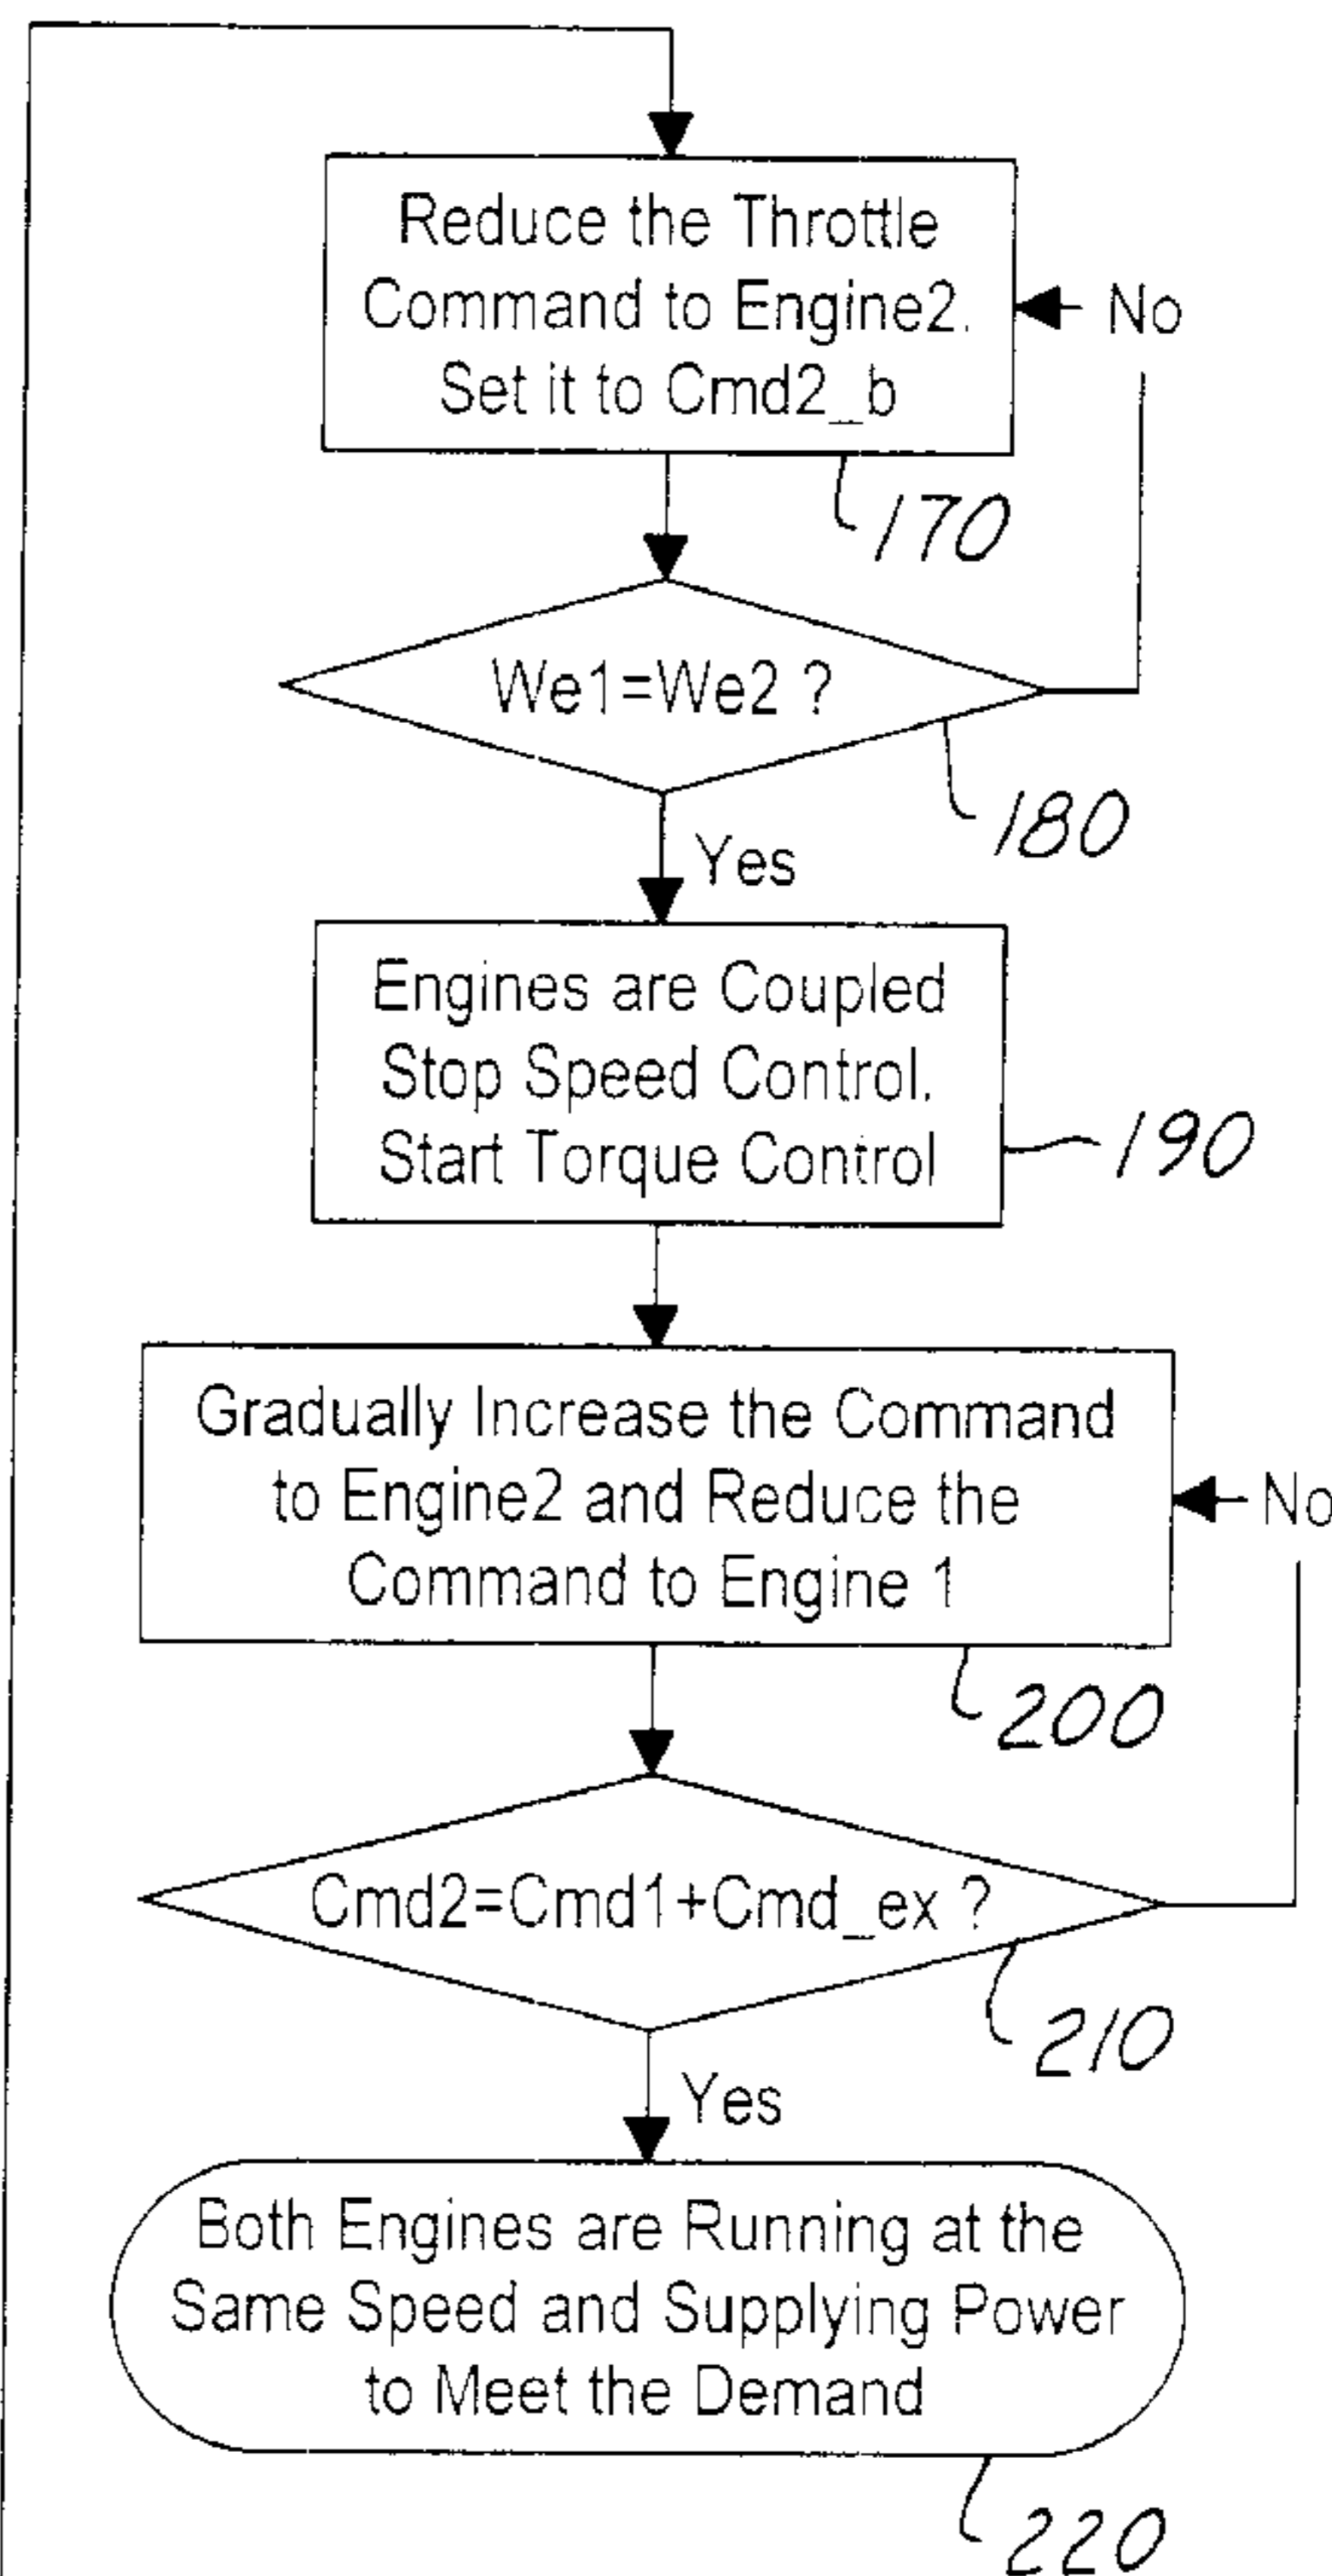 Reduce the Throttle
Command to Engine2.
Set it to Cmd2_b
No
170
We1=We2 ?
180
Yes
Engines are Coupled
Stop Speed Control.
Start Torque Control
190
Gradually Increase the Command
to Engine2 and Reduce the
Command to Engine 1
No
200
Cmd2=Cmd1+Cmd_ex ?
210
Yes
Both Engines are Running at the
Same Speed and Supplying Power
to Meet the Demand
220